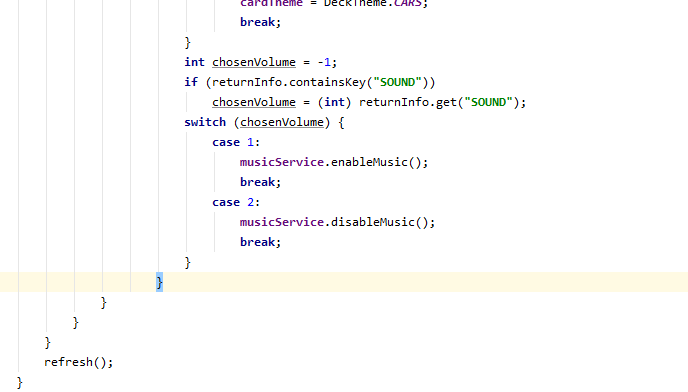 cardTheme = DeckTheme.CARS;
break;
}
int chosenVolume = -1;
if (returnInfo.containsKey("SOUND"))
chosenVolume = (int) returnInfo.get("SOUND");
switch (chosenVolume) {
case 1:
musicService.enableMusic();
break;
case 2:
musicService.disableMusic();
break;
}
}
}
}
}
refresh();
}